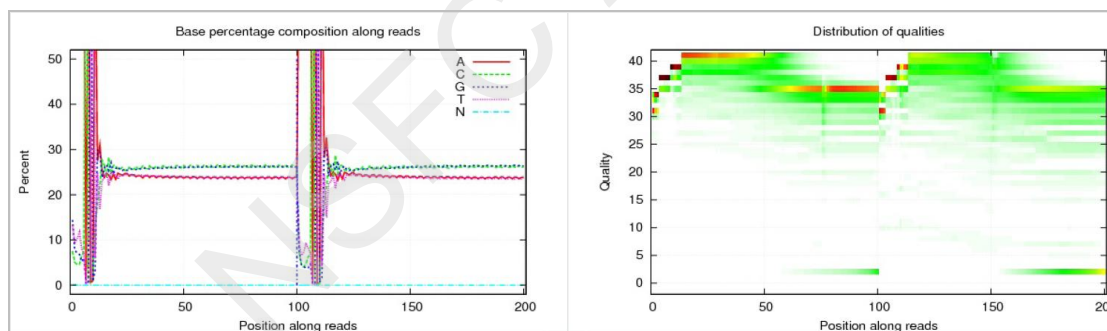 Base percentage composition along reads
50
40
30
20
10
0
Percent
A
C
G
T
N
0
50
100
150
200
Position along reads
Distribution of qualities
40
35
30
25
20
15
10
5
0
Quality
0
50
100
150
200
Position along reads
NSFC